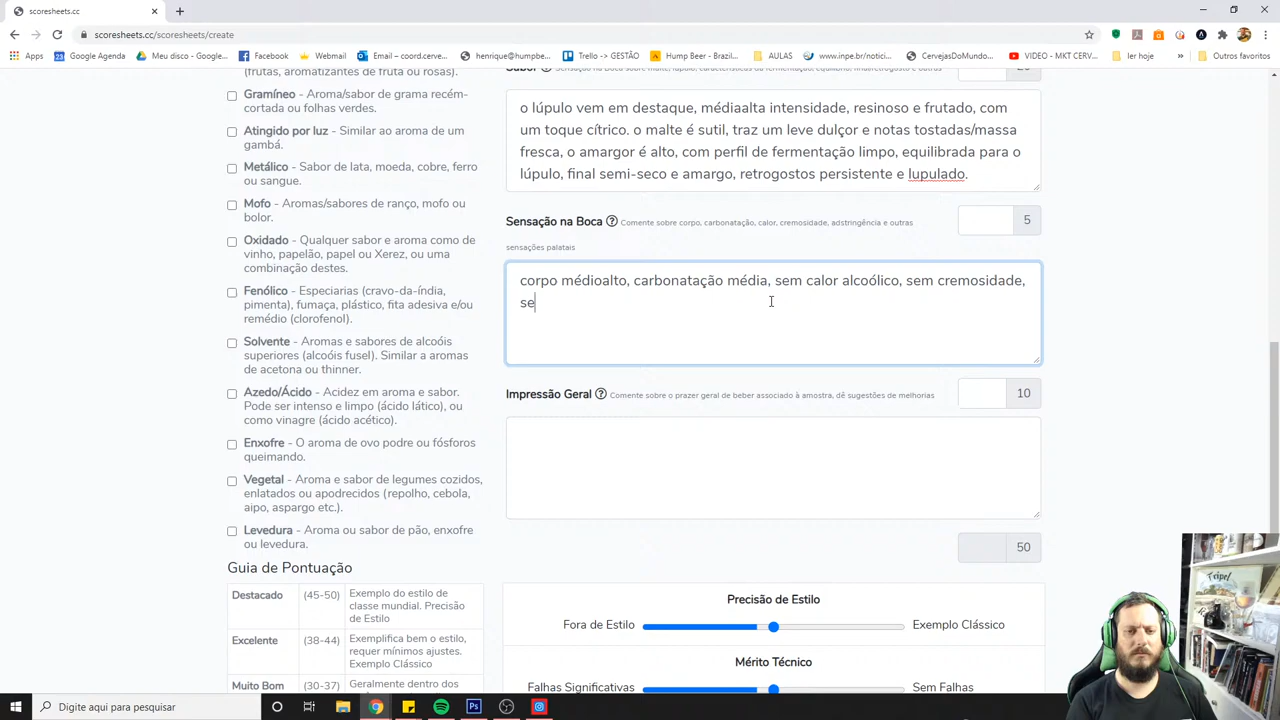 scoresheets.cc
scoresheets.cc/scoresheets/create
Apps
Google Agenda
Meu disco - Google...
Facebook
Webmail
Email – coord.cerve...
henrique@humpbe...
Trello -> GESTÃO
Hump Beer - Brazil...
AULAS
www.inpe.br/notici...
CervejasDoMundo...
VIDEO - MKT CERV...
ler hoje
Outros favoritos
(frutas, aromatizantes de fruta ou rosas).
Gramíneo - Aroma/sabor de grama recém-
cortada ou folhas verdes.
Atingido por luz - Similar ao aroma de um
gambá.
Metálico - Sabor de lata, moeda, cobre, ferro
ou sangue.
Mofo - Aromas/sabores de ranço, mofo ou
bolor.
Oxidado - Qualquer sabor e aroma como de
vinho, papelão, papel ou Xerez, ou uma
combinação destes.
Fenólico - Especiarias (cravo-da-índia,
pimenta), fumaça, plástico, fita adesiva e/ou
remédio (clorofenol).
Solvente - Aromas e sabores de alcoóis
superiores (alcoóis fusel). Similar a aromas
de acetona ou thinner.
Azedo/Ácido - Acidez em aroma e sabor.
Pode ser intenso e limpo (ácido lático), ou
como vinagre (ácido acético).
Enxofre - O aroma de ovo podre ou fósforos
queimando.
Vegetal - Aroma e sabor de legumes cozidos,
enlatados ou apodrecidos (repolho, cebola,
aipo, aspargo etc.).
Levedura - Aroma ou sabor de pão, enxofre
ou levedura.
Guia de Pontuação
Destacado (45-50) Exemplo do estilo de
classe mundial. Precisão
de Estilo
Excelente (38-44) Exemplifica bem o estilo,
requer mínimos ajustes.
Exemplo Clássico
Muito Bom (30-37) Geralmente dentro dos
o lúpulo vem em destaque, médiaalta intensidade, resinoso e frutado, com
um toque cítrico. o malte é sutil, traz um leve dulçor e notas tostadas/massa
fresca, o amargor é alto, com perfil de fermentação limpo, equilibrada para o
lúpulo, final semi-seco e amargo, retrogostos persistente e lupulado.
Sensação na Boca Comente sobre corpo, carbonatação, calor, cremosidade, adstringência e outras
sensações palatais
5
corpo médioalto, carbonatação média, sem calor alcoólico, sem cremosidade,
se
Impressão Geral Comente sobre o prazer geral de beber associado à amostra, dê sugestões de melhorias
10
50
Precisão de Estilo
Fora de Estilo Exemplo Clássico
Mérito Técnico
Falhas Significativas Sem Falhas
Digite aqui para pesquisar
Tripel